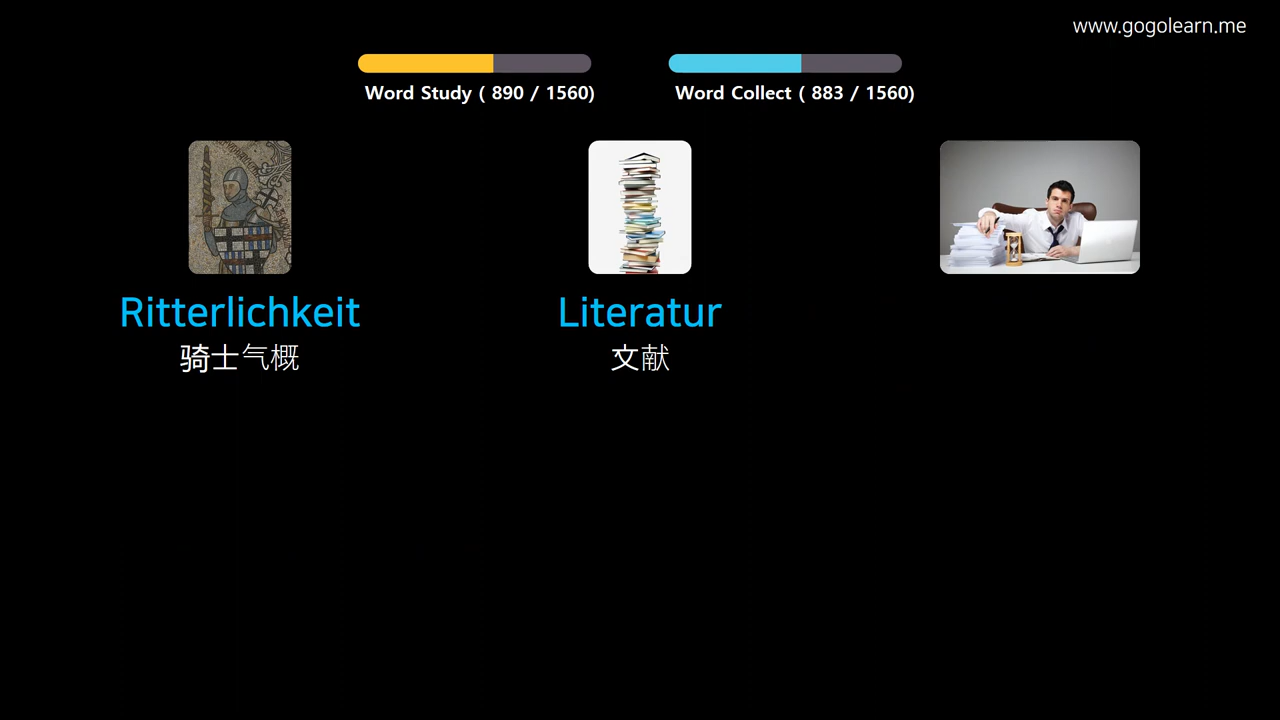 www.gogolearn.me
Word Study ( 890 / 1560)
Word Collect ( 883 / 1560)
Ritterlichkeit
骑士气概
Literatur
文献